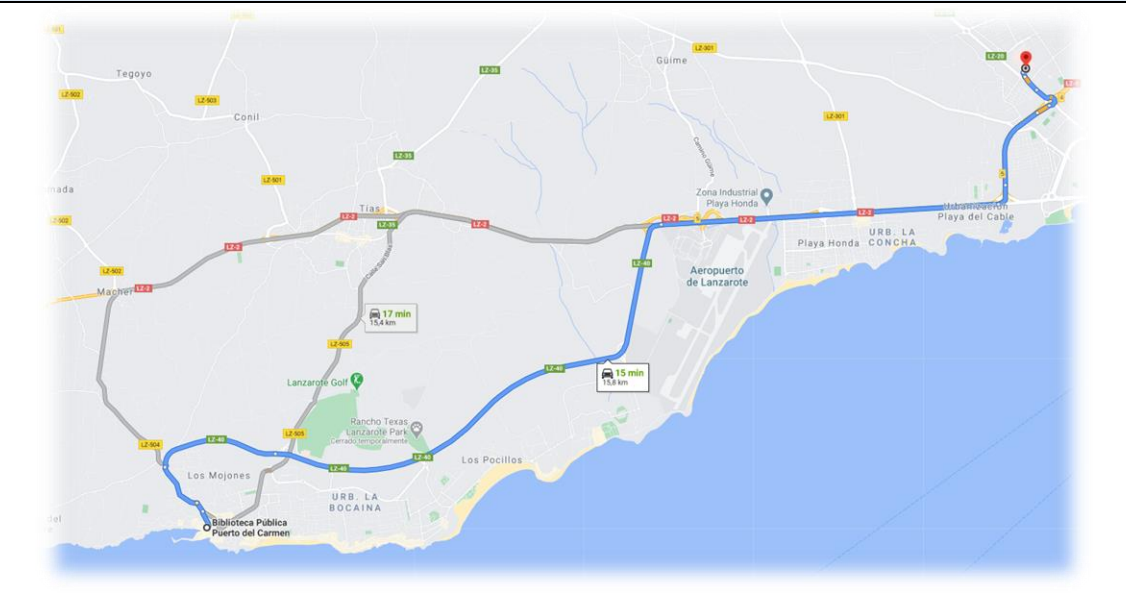 LZ-301
LZ-20
Güime
Tegoyo
LZ-35
LZ-502
LZ-503
LZ-301
Conil
Camino Güime
LZ-35
LZ-501
Zona Industrial
Playa Honda
5
LZ-502
Tías
LZ-2
LZ-35
LZ-2
LZ-2
LZ-2
LZ-2
Urbanización
Playa del Cable
LZ-2
Playa Honda
URB. LA
CONCHA
LZ-502
Macher
LZ-2
LZ-40
Aeropuerto
de Lanzarote
17 min
15,4 km
LZ-505
LZ-40
15 min
15,8 km
Lanzarote Golf
Rancho Texas
Lanzarote Park
Cerrado temporalmente
LZ-504
LZ-40
LZ-505
LZ-40
LZ-40
Los Pocillos
Los Mojones
URB. LA
BOCAINA
Biblioteca Pública
Puerto del Carmen